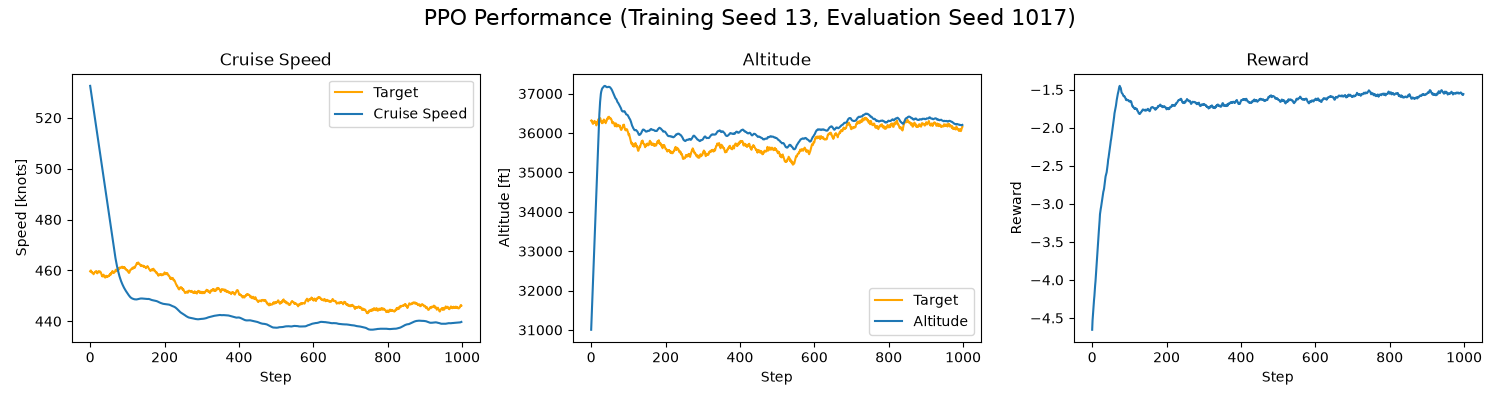 PPO Performance (Training Seed 13, Evaluation Seed 1017)
Cruise Speed
Speed [knots]
520
500
480
460
440
0 200 400 600 800 1000
Step
Target
Cruise Speed
Altitude
Altitude [ft]
37000
36000
35000
34000
33000
32000
31000
0 200 400 600 800 1000
Step
Target
Altitude
Reward
Reward
−1.5
−2.0
−2.5
−3.0
−3.5
−4.0
−4.5
0 200 400 600 800 1000
Step